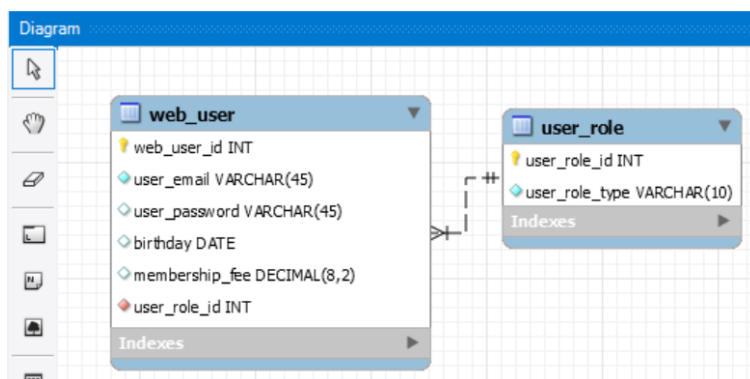 Diagram
web_user
web_user_id INT
user_email VARCHAR(45)
user_password VARCHAR(45)
birthday DATE
membership_fee DECIMAL(8,2)
user_role_id INT
Indexes
user_role
user_role_id INT
user_role_type VARCHAR(10)
Indexes
N